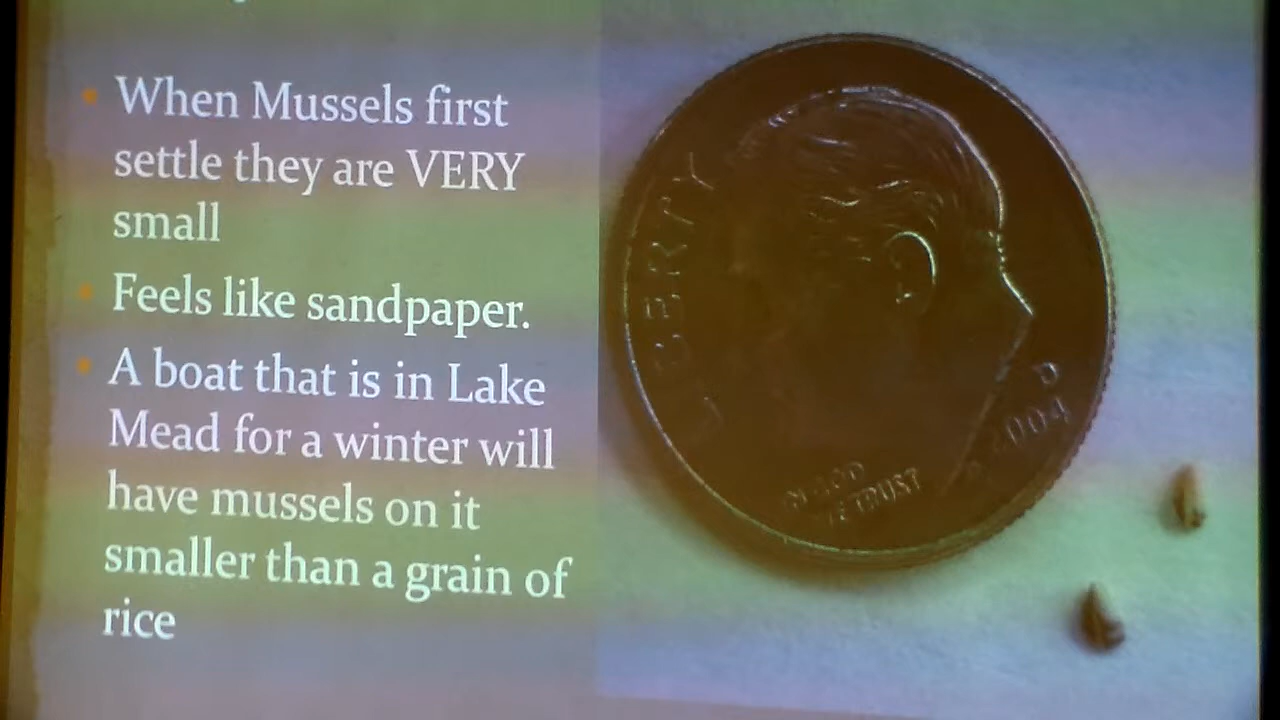 When Mussels first
settle they are VERY
small
Feels like sandpaper.
A boat that is in Lake
Mead for a winter will
have mussels on it
smaller than a grain of
rice
LIBERTY
P
2004
IN GOD
WE TRUST